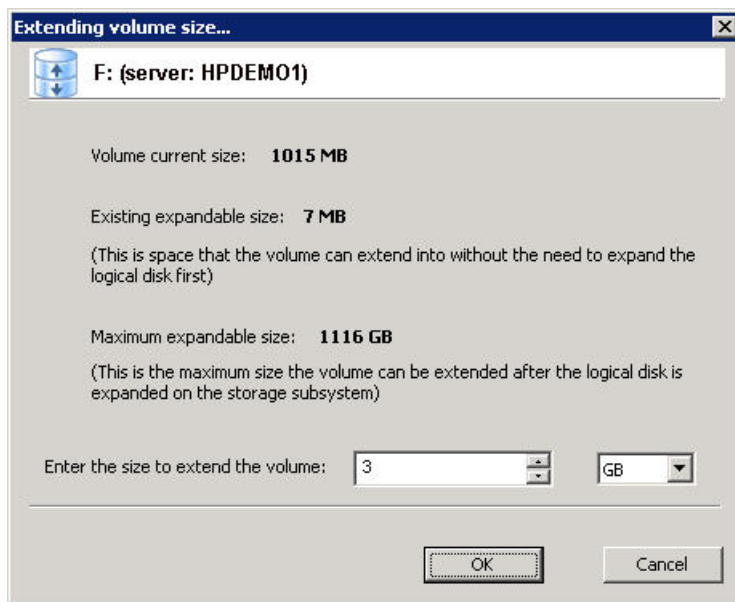 Extending volume size...
F: (server: HPDEMO1)
Volume current size: 1015 MB
Existing expandable size: 7 MB
(This is space that the volume can extend into without the need to expand the
logical disk first)
Maximum expandable size: 1116 GB
(This is the maximum size the volume can be extended after the logical disk is
expanded on the storage subsystem)
Enter the size to extend the volume: 3 GB
OK Cancel